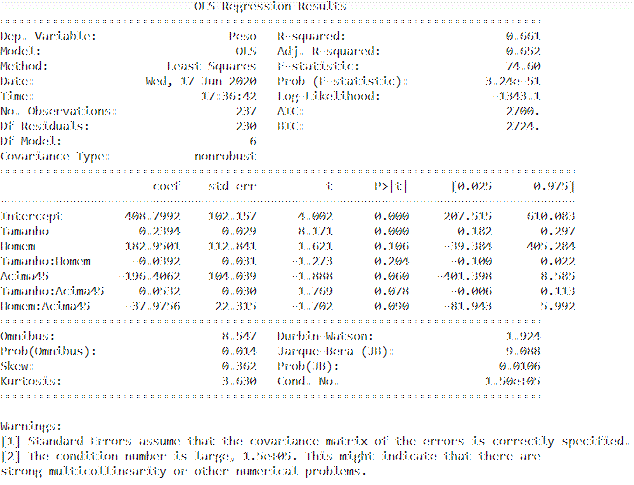 OLS Regression Results
Dep. Variable: Peso R-squared: 0.661
Model: OLS Adj. R-squared: 0.652
Method: Least Squares F-statistic: 74.60
Date: Wed, 17 Jun 2020 Prob (F-statistic): 3.24e-51
Time: 17:36:42 Log-Likelihood: -1343.1
No. Observations: 237 AIC: 2700.
Df Residuals: 230 BIC: 2724.
Df Model: 6
Covariance Type: nonrobust
coef std err t P>|t| [0.025 0.975]
Intercept 408.7992 102.157 4.002 0.000 207.515 610.083
Tamanho 0.2394 0.029 8.171 0.000 0.182 0.297
Homem 182.9501 112.841 1.621 0.106 -39.384 405.284
Tamanho:Homem -0.0392 0.031 -1.273 0.204 -0.100 0.022
Acima45 -196.4062 104.039 -1.888 0.060 -401.398 8.585
Tamanho:Acima45 0.0532 0.030 1.769 0.078 -0.006 0.113
Homem:Acima45 -37.9756 22.315 -1.702 0.090 -81.943 5.992
Omnibus: 8.547 Durbin-Watson: 1.924
Prob(Omnibus): 0.014 Jarque-Bera (JB): 9.088
Skew: 0.362 Prob(JB): 0.0106
Kurtosis: 3.630 Cond. No. 1.50e+05
Warnings:
[1] Standard Errors assume that the covariance matrix of the errors is correctly specified.
[2] The condition number is large, 1.5e+05. This might indicate that there are
strong multicollinearity or other numerical problems.